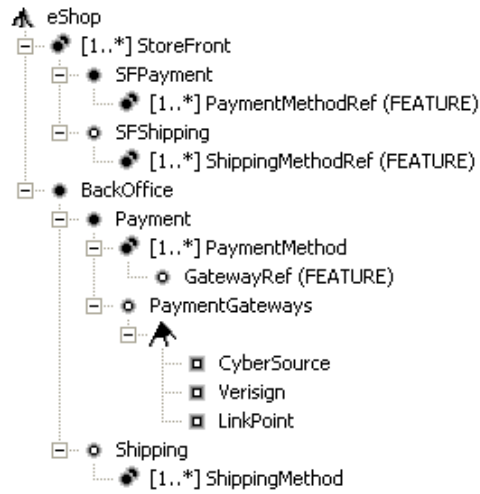 eShop
[1..*] StoreFront
SFPayment
[1..*] PaymentMethodRef (FEATURE)
SFShipping
[1..*] ShippingMethodRef (FEATURE)
BackOffice
Payment
[1..*] PaymentMethod
GatewayRef (FEATURE)
PaymentGateways
CyberSource
Verisign
LinkPoint
Shipping
[1..*] ShippingMethod